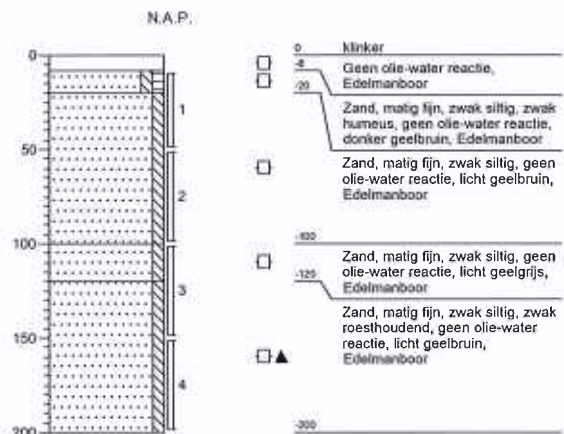 N.A.P.
0
50
100
150
200
1
2
3
4
0 klinker
-8
Geen olie-water reactie,
Edelmanboor
-20
Zand, matig fijn, zwak siltig, zwak
humeus, geen olie-water reactie,
donker geelbruin, Edelmanboor
Zand, matig fijn, zwak siltig, geen
olie-water reactie, licht geelbruin,
Edelmanboor
-100
Zand, matig fijn, zwak siltig, geen
olie-water reactie, licht geelgrijs,
Edelmanboor
-120
Zand, matig fijn, zwak siltig, zwak
roesthoudend, geen olie-water
reactie, licht geelbruin,
Edelmanboor
-200